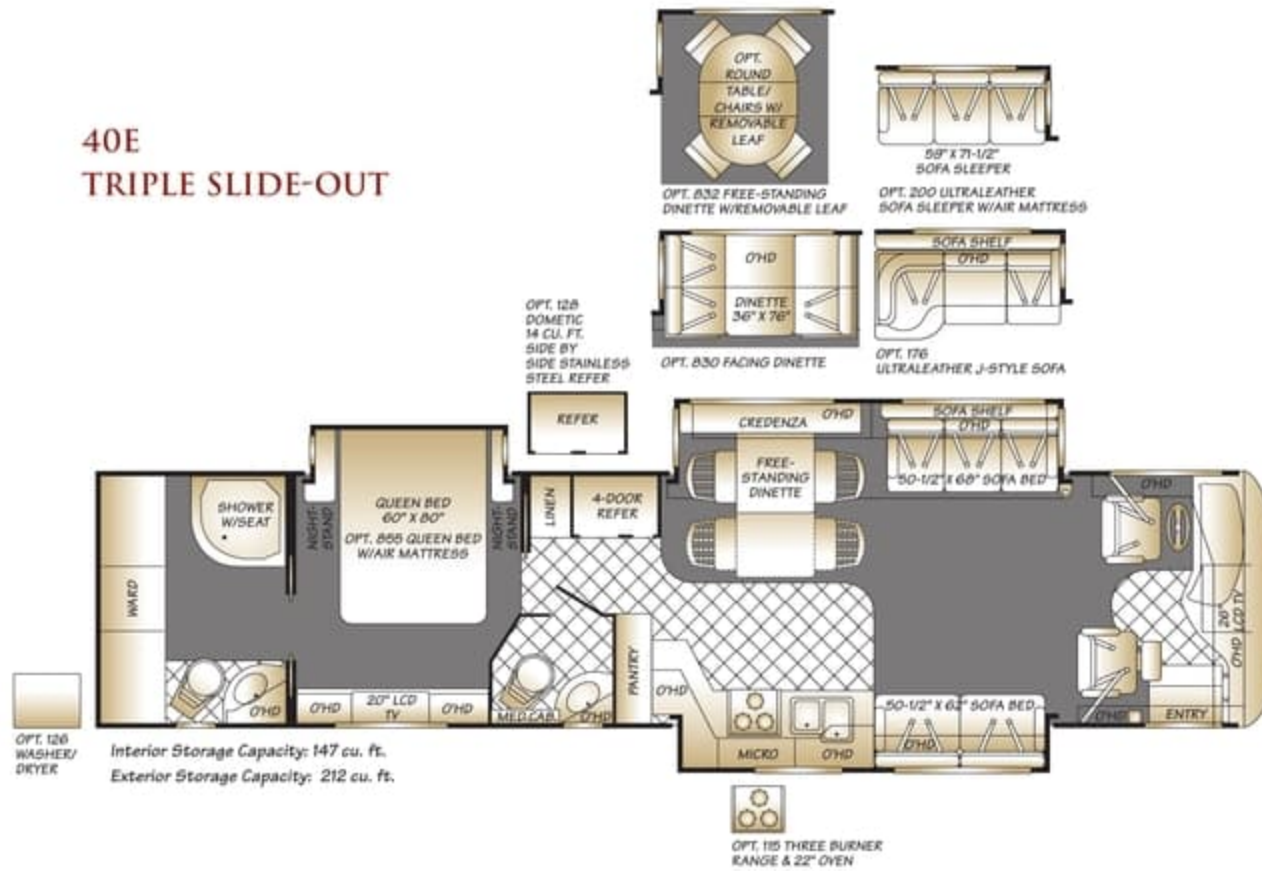 40E
TRIPLE SLIDE-OUT
OPT.
ROUND
TABLE/
CHAIRS W/
REMOVABLE
LEAF
OPT. 832 FREE-STANDING
DINETTE W/REMOVABLE LEAF
59" X 71-1/2"
SOFA SLEEPER
OPT. 200 ULTRALEATHER
SOFA SLEEPER W/AIR MATTRESS
O'HD
DINETTE
36" X 76"
OPT. 830 FACING DINETTE
SOFA SHELF
O'HD
OPT. 176
ULTRALEATHER J-STYLE SOFA
OPT. 128
DOMETIC
14 CU. FT.
SIDE BY
SIDE STAINLESS
STEEL REFER
REFER
CREDENZA
O'HD
SOFA SHELF
O'HD
50-1/2" X 68" SOFA BED
FREE-
STANDING
DINETTE
WARD
SHOWER
W/SEAT
NIGHT-
STAND
QUEEN BED
60" X 80"
OPT. 855 QUEEN BED
W/AIR MATTRESS
NIGHT-
STAND
LINEN
4-DOOR
REFER
O'HD
26"
LCD TV
O'HD
O'HD
O'HD
20" LCD
TV
O'HD
MED.CAB.
O'HD
PANTRY
O'HD
MICRO
O'HD
50-1/2" X 62" SOFA BED
O'HD
O'HD
ENTRY
OPT. 126
WASHER/
DRYER
Interior Storage Capacity: 147 cu. ft.
Exterior Storage Capacity: 212 cu. ft.
OPT. 115 THREE BURNER
RANGE & 22" OVEN